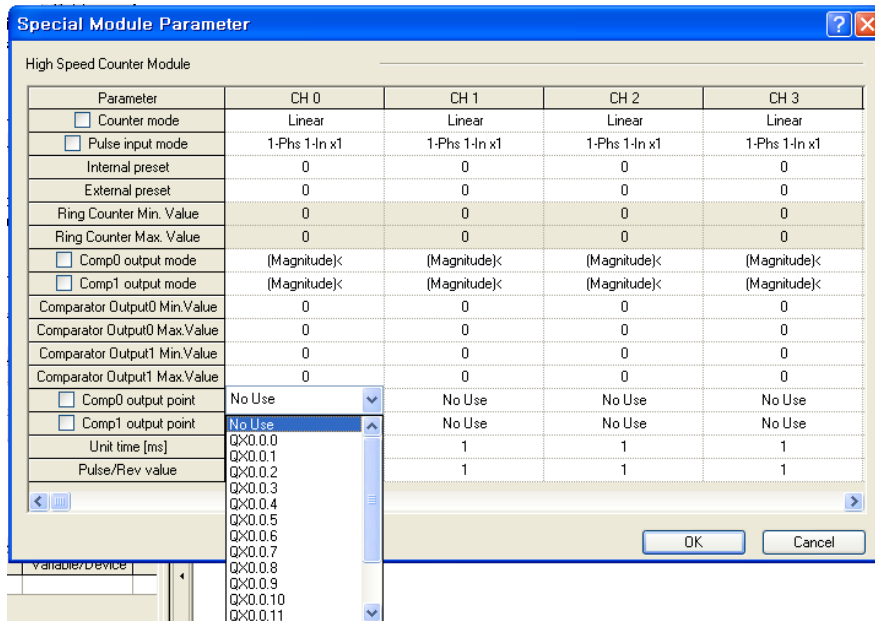 Special Module Parameter
High Speed Counter Module
Parameter CH 0 CH 1 CH 2 CH 3
Counter mode Linear Linear Linear Linear
Pulse input mode 1-Phs 1-In x1 1-Phs 1-In x1 1-Phs 1-In x1 1-Phs 1-In x1
Internal preset 0 0 0 0
External preset 0 0 0 0
Ring Counter Min. Value 0 0 0 0
Ring Counter Max. Value 0 0 0 0
Comp0 output mode (Magnitude)< (Magnitude)< (Magnitude)< (Magnitude)<
Comp1 output mode (Magnitude)< (Magnitude)< (Magnitude)< (Magnitude)<
Comparator Output0 Min.Value 0 0 0 0
Comparator Output0 Max.Value 0 0 0 0
Comparator Output1 Min.Value 0 0 0 0
Comparator Output1 Max.Value 0 0 0 0
Comp0 output point No Use No Use No Use No Use
Comp1 output point No Use No Use No Use No Use
Unit time [ms] QX0.0.0 1 1 1
QX0.0.1
Pulse/Rev value QX0.0.2 1 1 1
QX0.0.3
QX0.0.4
QX0.0.5
QX0.0.6
QX0.0.7
QX0.0.8
QX0.0.9
QX0.0.10
QX0.0.11
OK Cancel
Variable/Device